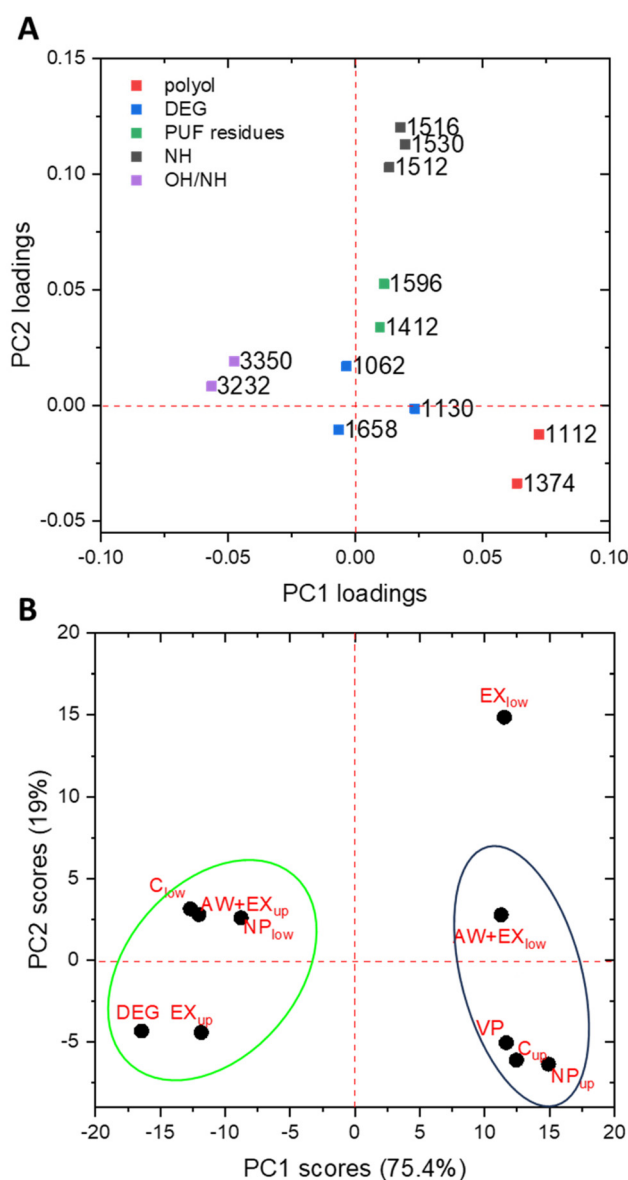 A
0.15
0.10
0.05
0.00
-0.05
PC2 loadings
polyol
DEG
PUF residues
NH
OH/NH
1516
1530
1512
1596
1412
3350
1062
3232
1130
1658
1112
1374
-0.10 -0.05 0.00 0.05 0.10
PC1 loadings
B
20
15
10
5
0
-5
PC2 scores (19%)
EXlow
Clow
AW+EXup
NPlow
AW+EXlow
DEG EXup
VP
Cup
NPup
-20 -15 -10 -5 0 5 10 15 20
PC1 scores (75.4%)